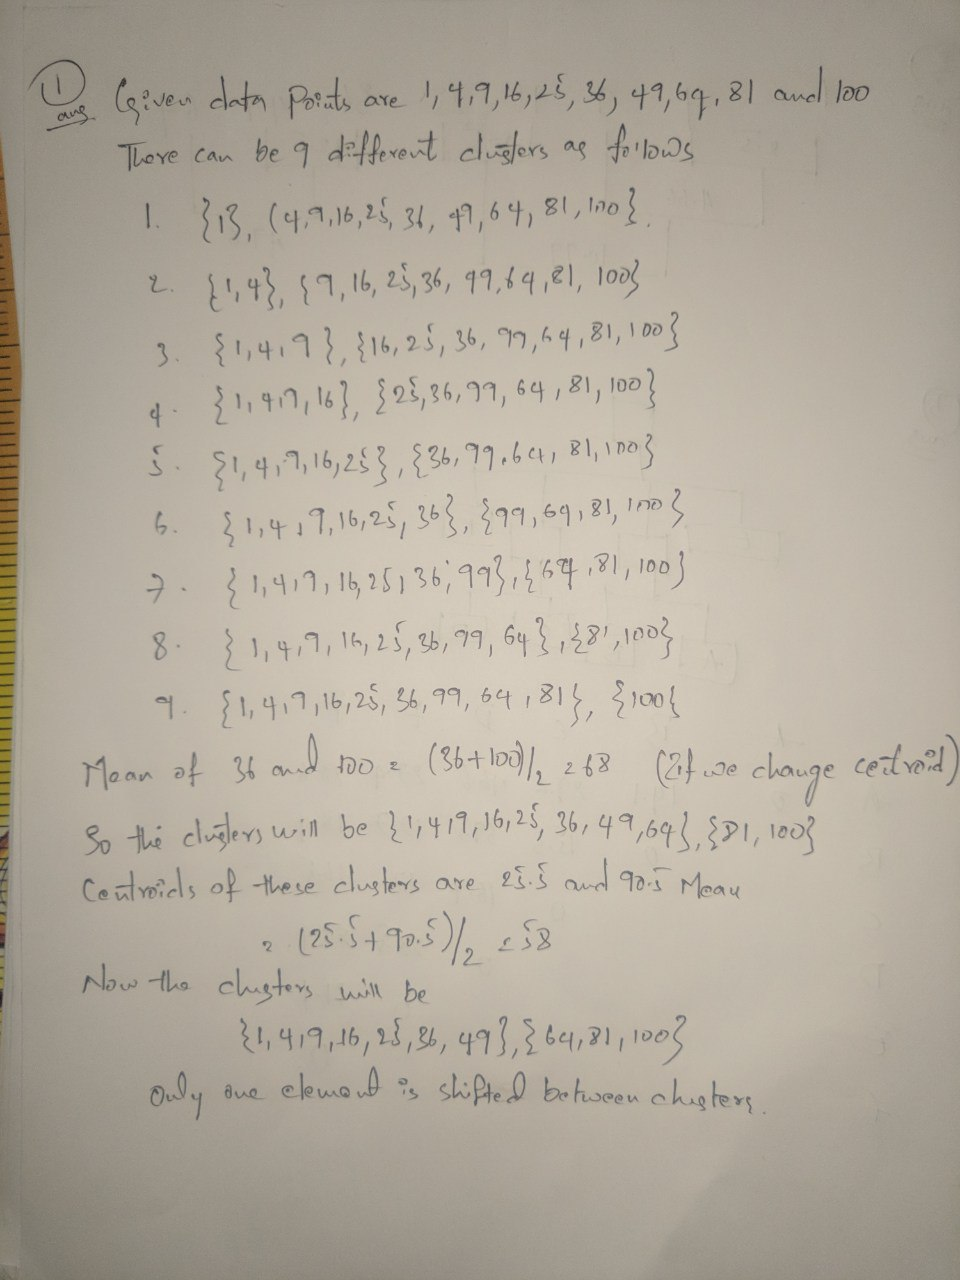 1
ans
Given data Points are 1,4,9,16,25,36,49,64,81 and 100
There can be 9 different clusters as follows
1. {1}, (4,9,16,25,36,49,64,81,100}.
2. {1,4}, {9,16,25,36,49,64,81,100}
3. {1,4,9}, {16,25,36,49,64,81,100}
4. {1,4,9,16}, {25,36,49,64,81,100}
5. {1,4,9,16,25}, {36,49,64,81,100}
6. {1,4,9,16,25,36}, {49,64,81,100}
7. {1,4,9,16,25,36,49}, {64,81,100}
8. {1,4,9,16,25,36,49,64}, {81,100}
9. {1,4,9,16,25,36,49,64,81}, {100}
Mean of 36 and 100 = (36+100)/2 = 68 (If we change centroid)
So the clusters will be {1,4,9,16,25,36,49,64}, {81,100}
Centroids of these clusters are 25.5 and 90.5 Mean
= (25.5+90.5)/2 = 58
Now the clusters will be
{1,4,9,16,25,36,49}, {64,81,100}
Only one element is shifted between clusters.